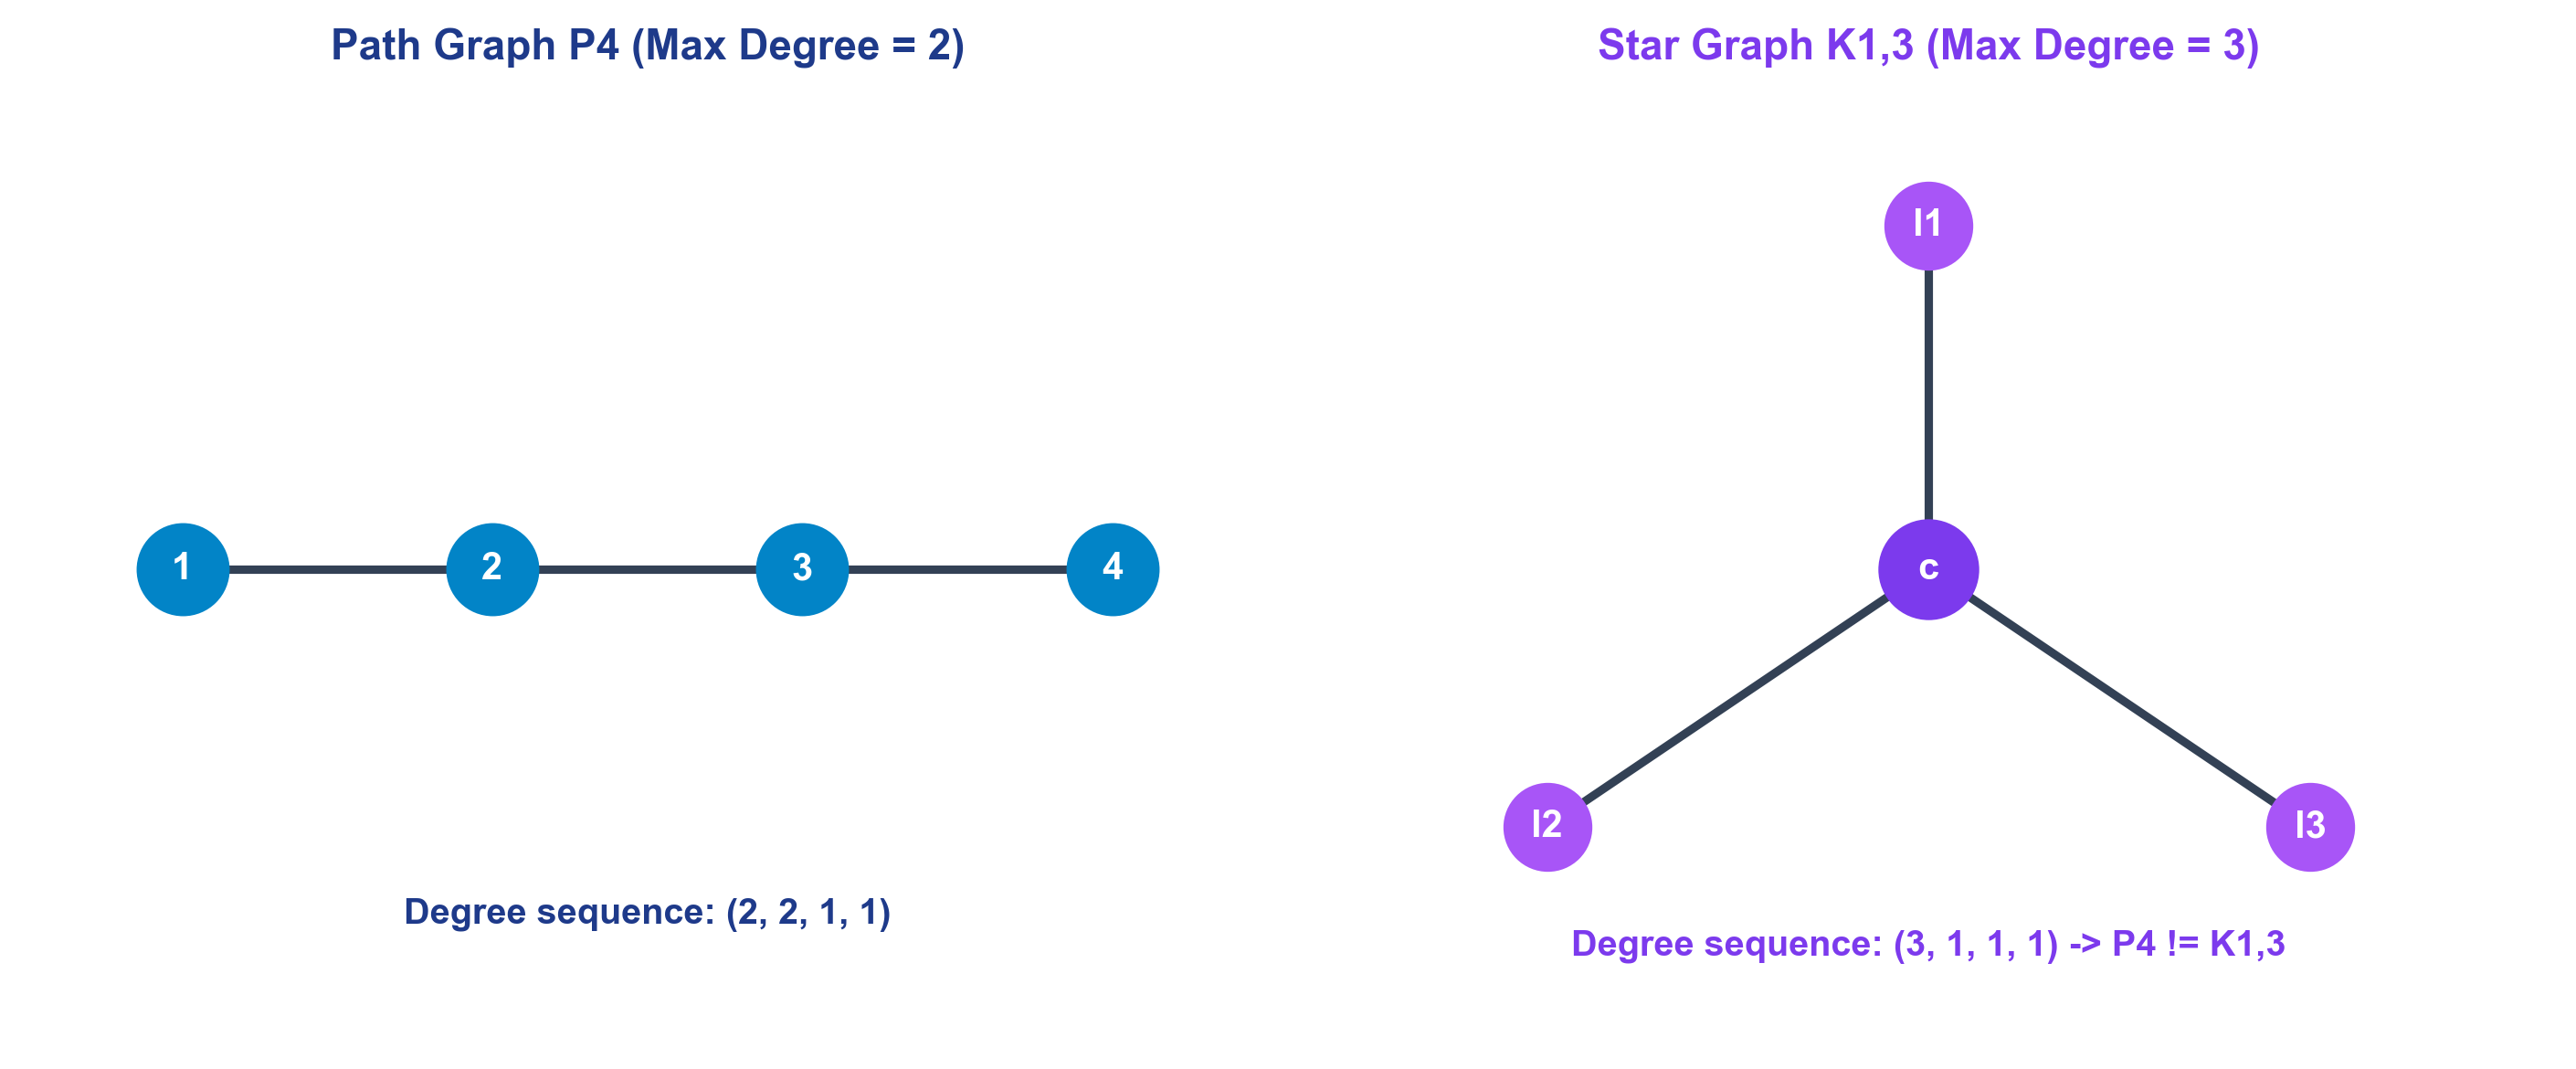 Path Graph P4 (Max Degree = 2)
1
2
3
4
Degree sequence: (2, 2, 1, 1)
Star Graph K1,3 (Max Degree = 3)
l1
c
l2
l3
Degree sequence: (3, 1, 1, 1) -> P4 != K1,3